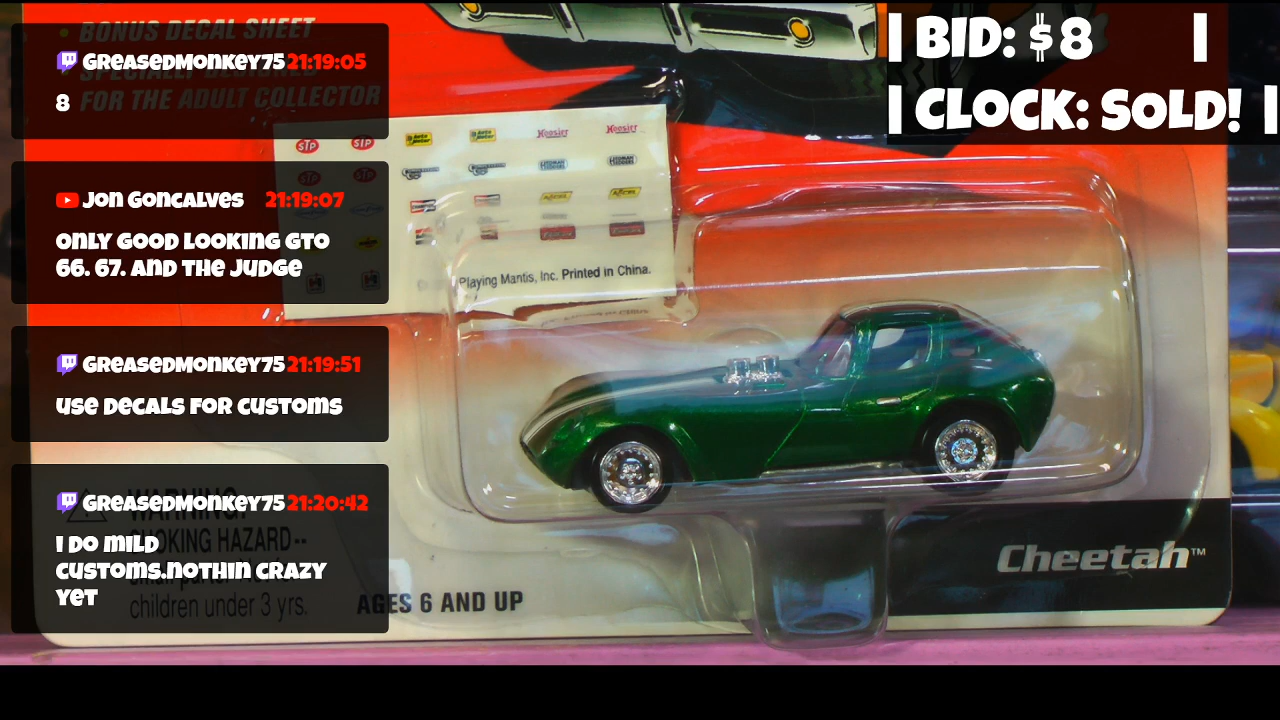 BONUS DECAL SHEET
GreasedMonkey75 21:19:05
SPECIALLY DESIGNED
8
FOR THE ADULT COLLECTOR
| BID: $8 |
| CLOCK: SOLD! |
STP STP Hoosier Hoosier
STP STP
Jon Goncalves 21:19:07
only good looking GTO
66. 67. and the Judge
Playing Mantis, Inc. Printed in China.
GreasedMonkey75 21:19:51
use decals for customs
GreasedMonkey75 21:20:42
WARNING:
I do mild
CHOKING HAZARD--
customs.nothin crazy
yet
children under 3 yrs.
AGES 6 AND UP
Cheetah™